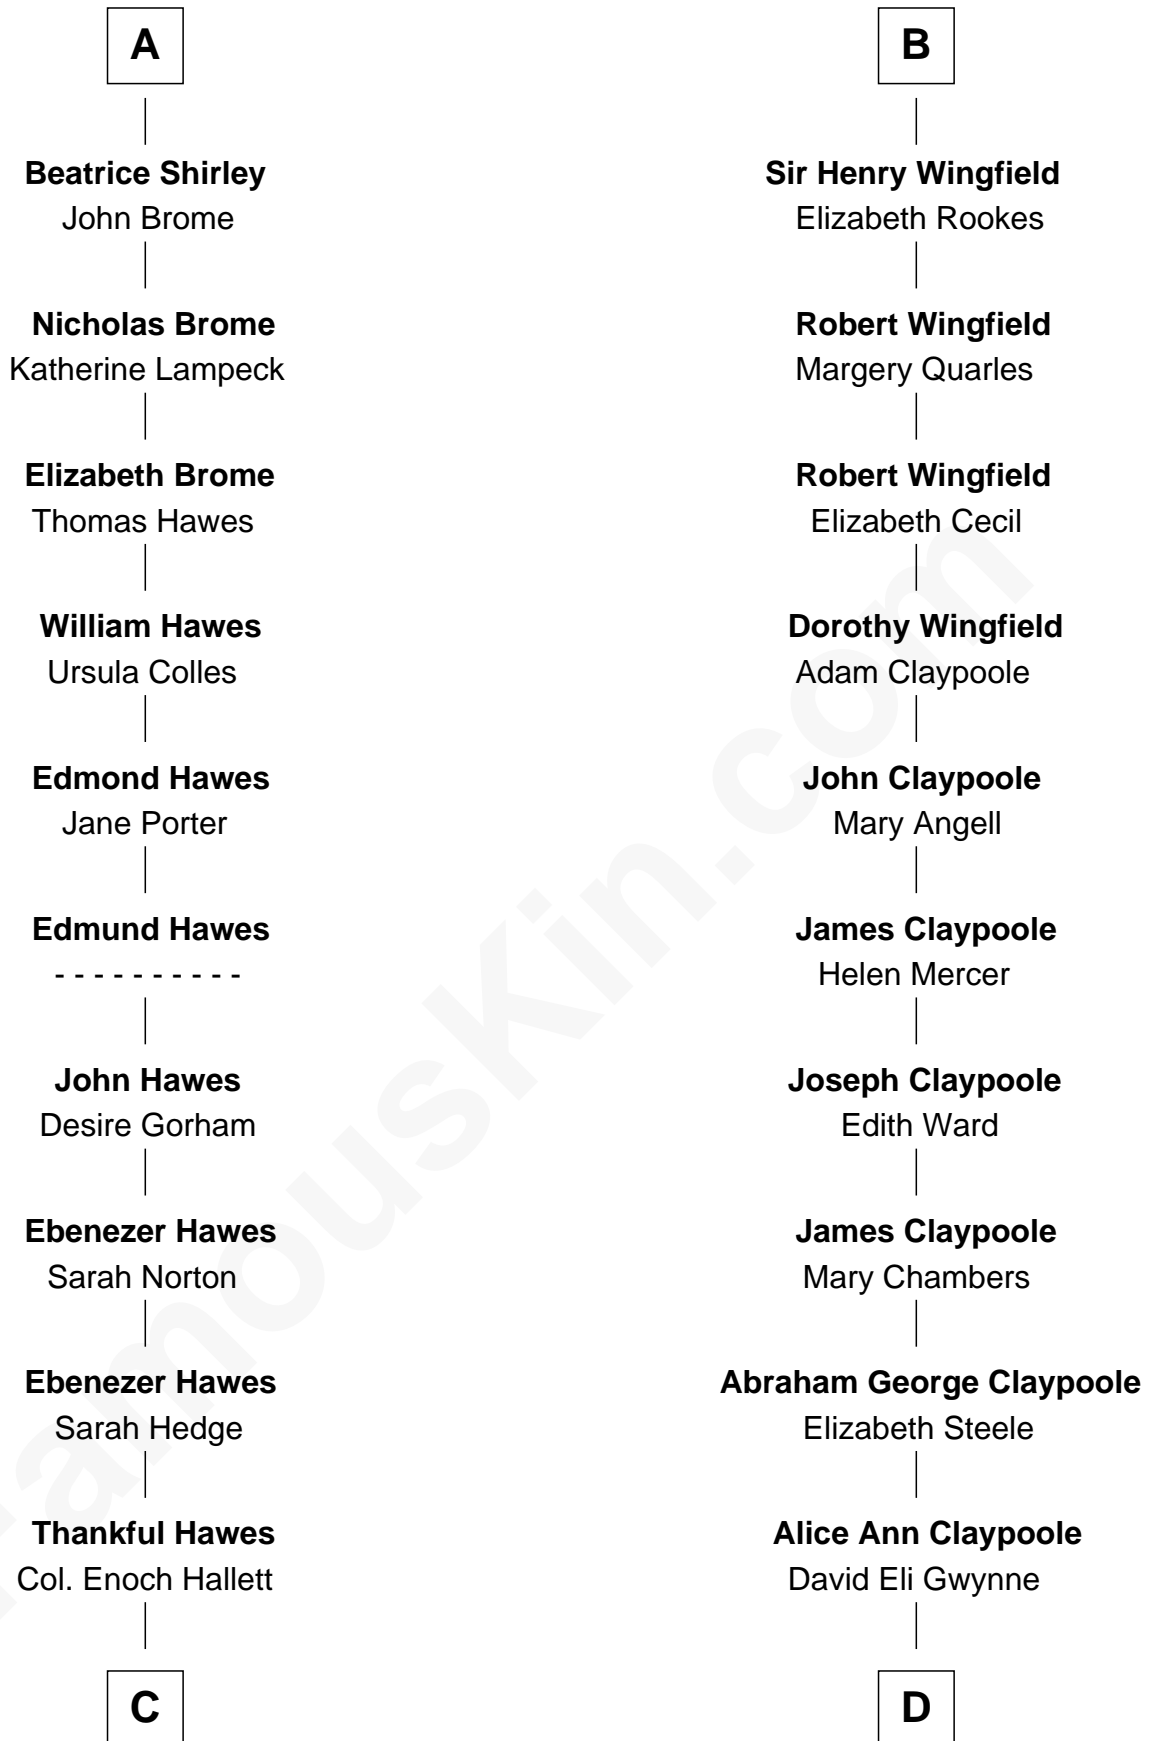 A
Beatrice Shirley
John Brome
Nicholas Brome
Katherine Lampeck
Elizabeth Brome
Thomas Hawes
William Hawes
Ursula Colles
Edmond Hawes
Jane Porter
Edmund Hawes
- - - - - - - - - -
John Hawes
Desire Gorham
Ebenezer Hawes
Sarah Norton
Ebenezer Hawes
Sarah Hedge
Thankful Hawes
Col. Enoch Hallett
C
B
Sir Henry Wingfield
Elizabeth Rookes
Robert Wingfield
Margery Quarles
Robert Wingfield
Elizabeth Cecil
Dorothy Wingfield
Adam Claypoole
John Claypoole
Mary Angell
James Claypoole
Helen Mercer
Joseph Claypoole
Edith Ward
James Claypoole
Mary Chambers
Abraham George Claypoole
Elizabeth Steele
Alice Ann Claypoole
David Eli Gwynne
D
FamousKin.com